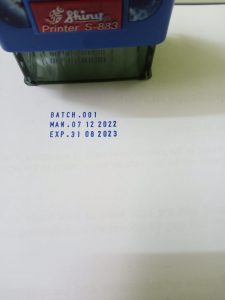 Shiny
Printer S-883
BATCH.001
MAN.07 12 2022
EXP.31 08 2023